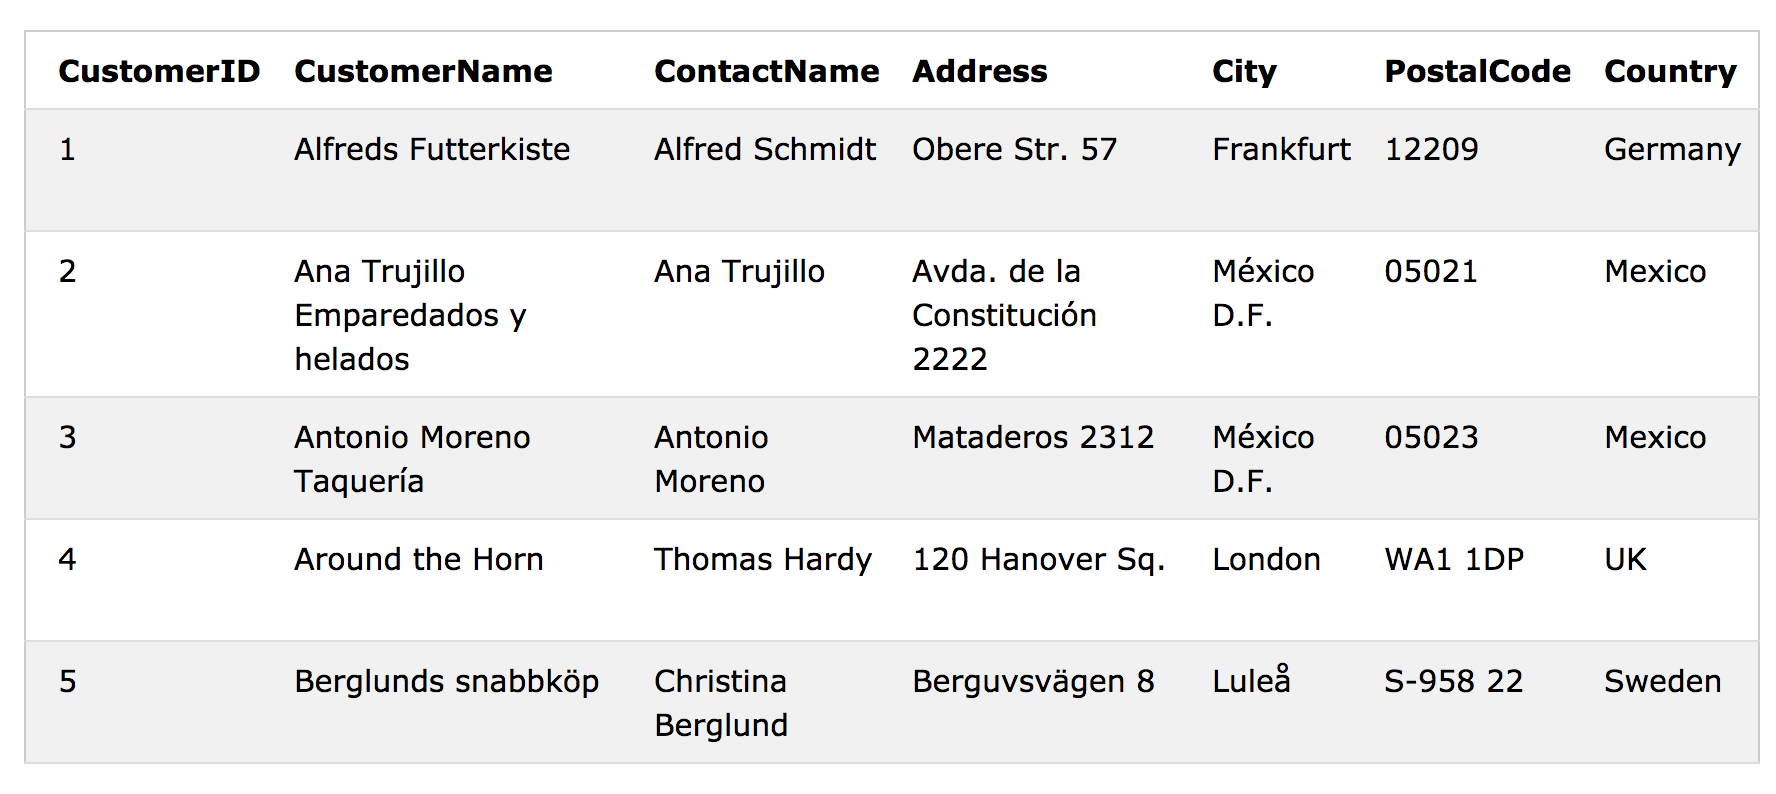 CustomerID CustomerName ContactName Address City PostalCode Country
1 Alfreds Futterkiste Alfred Schmidt Obere Str. 57 Frankfurt 12209 Germany
2 Ana Trujillo Ana Trujillo Avda. de la México 05021 Mexico
Emparedados y Constitución D.F.
helados 2222
3 Antonio Moreno Antonio Mataderos 2312 México 05023 Mexico
Taquería Moreno D.F.
4 Around the Horn Thomas Hardy 120 Hanover Sq. London WA1 1DP UK
5 Berglunds snabbköp Christina Berguvsvägen 8 Luleå S-958 22 Sweden
Berglund